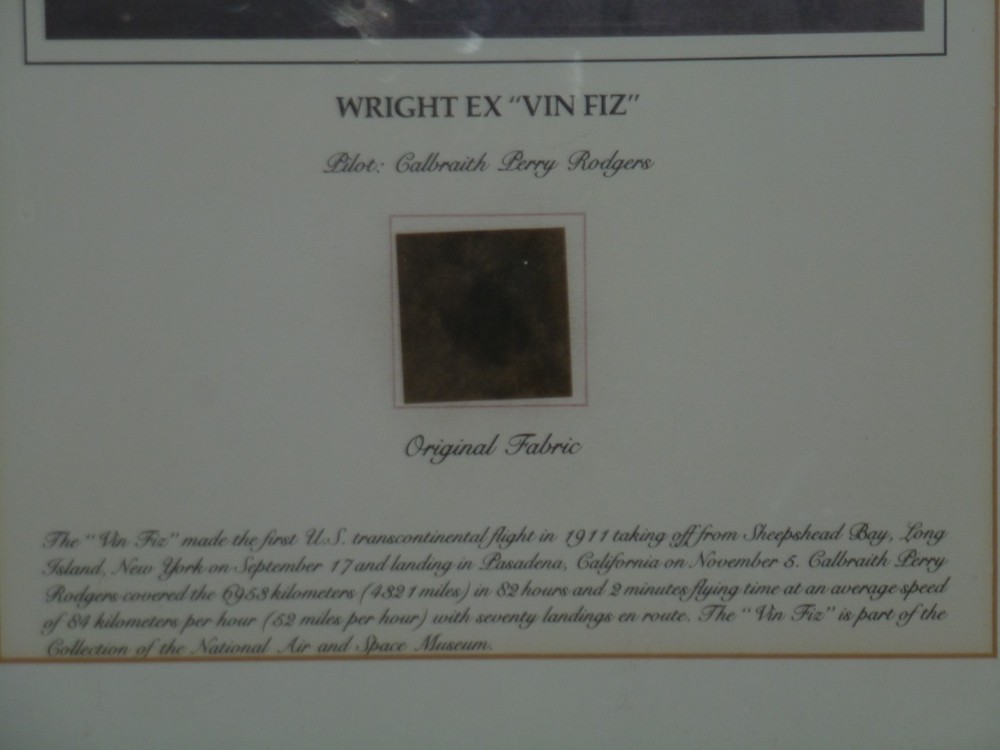 WRIGHT EX "VIN FIZ"
Pilot: Calbraith Perry Rodgers
Original Fabric
The "Vin Fiz" made the first U.S. transcontinental flight in 1911 taking off from Sheepshead Bay, Long
Island, New York on September 17 and landing in Pasadena, California on November 5. Calbraith Perry
Rodgers covered the 6953 kilometers (4321 miles) in 82 hours and 2 minutes flying time at an average speed
of 84 kilometers per hour (52 miles per hour) with seventy landings en route. The "Vin Fiz" is part of the
Collection of the National Air and Space Museum.